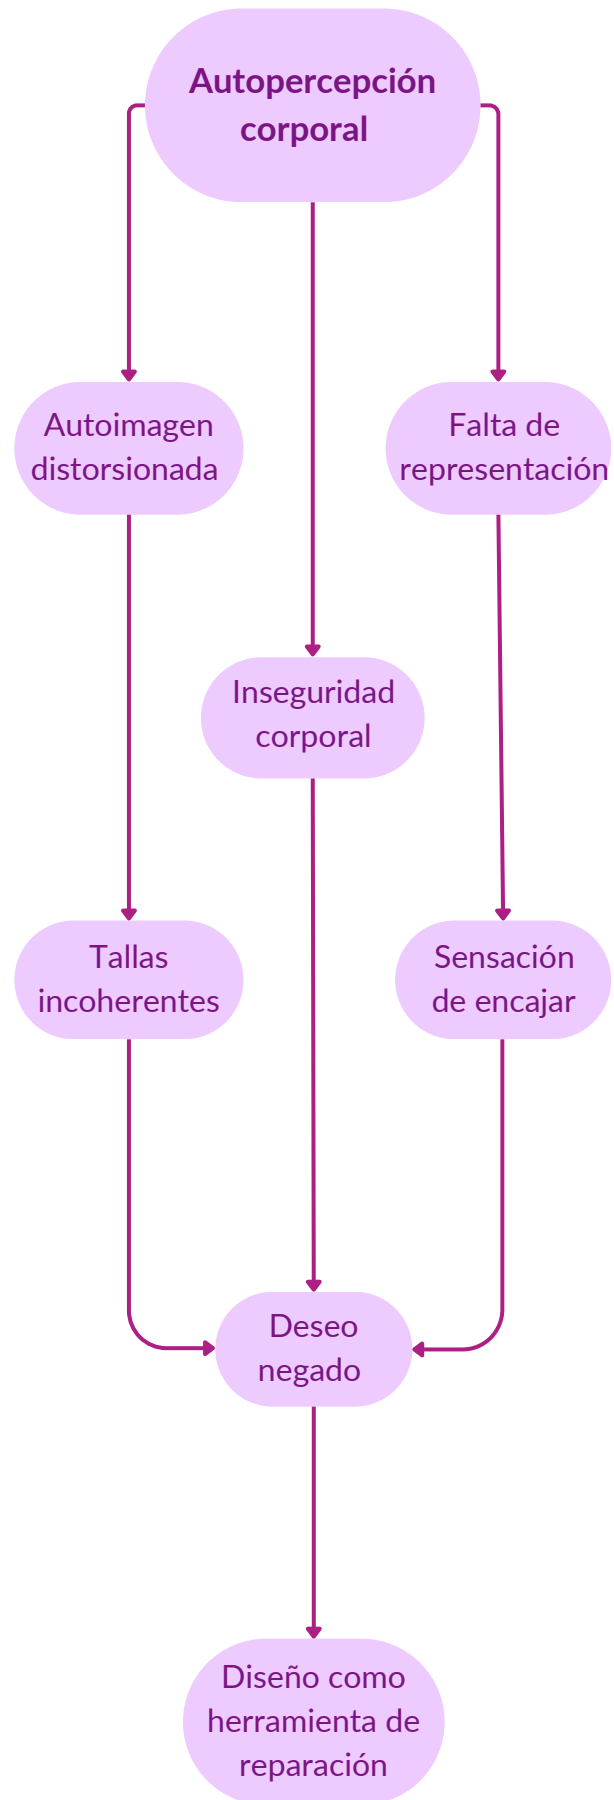 Autopercepción
corporal
Autoimagen
distorsionada
Falta de
representación
Inseguridad
corporal
Tallas
incoherentes
Sensación
de encajar
Deseo
negado
Diseño como
herramienta de
reparación